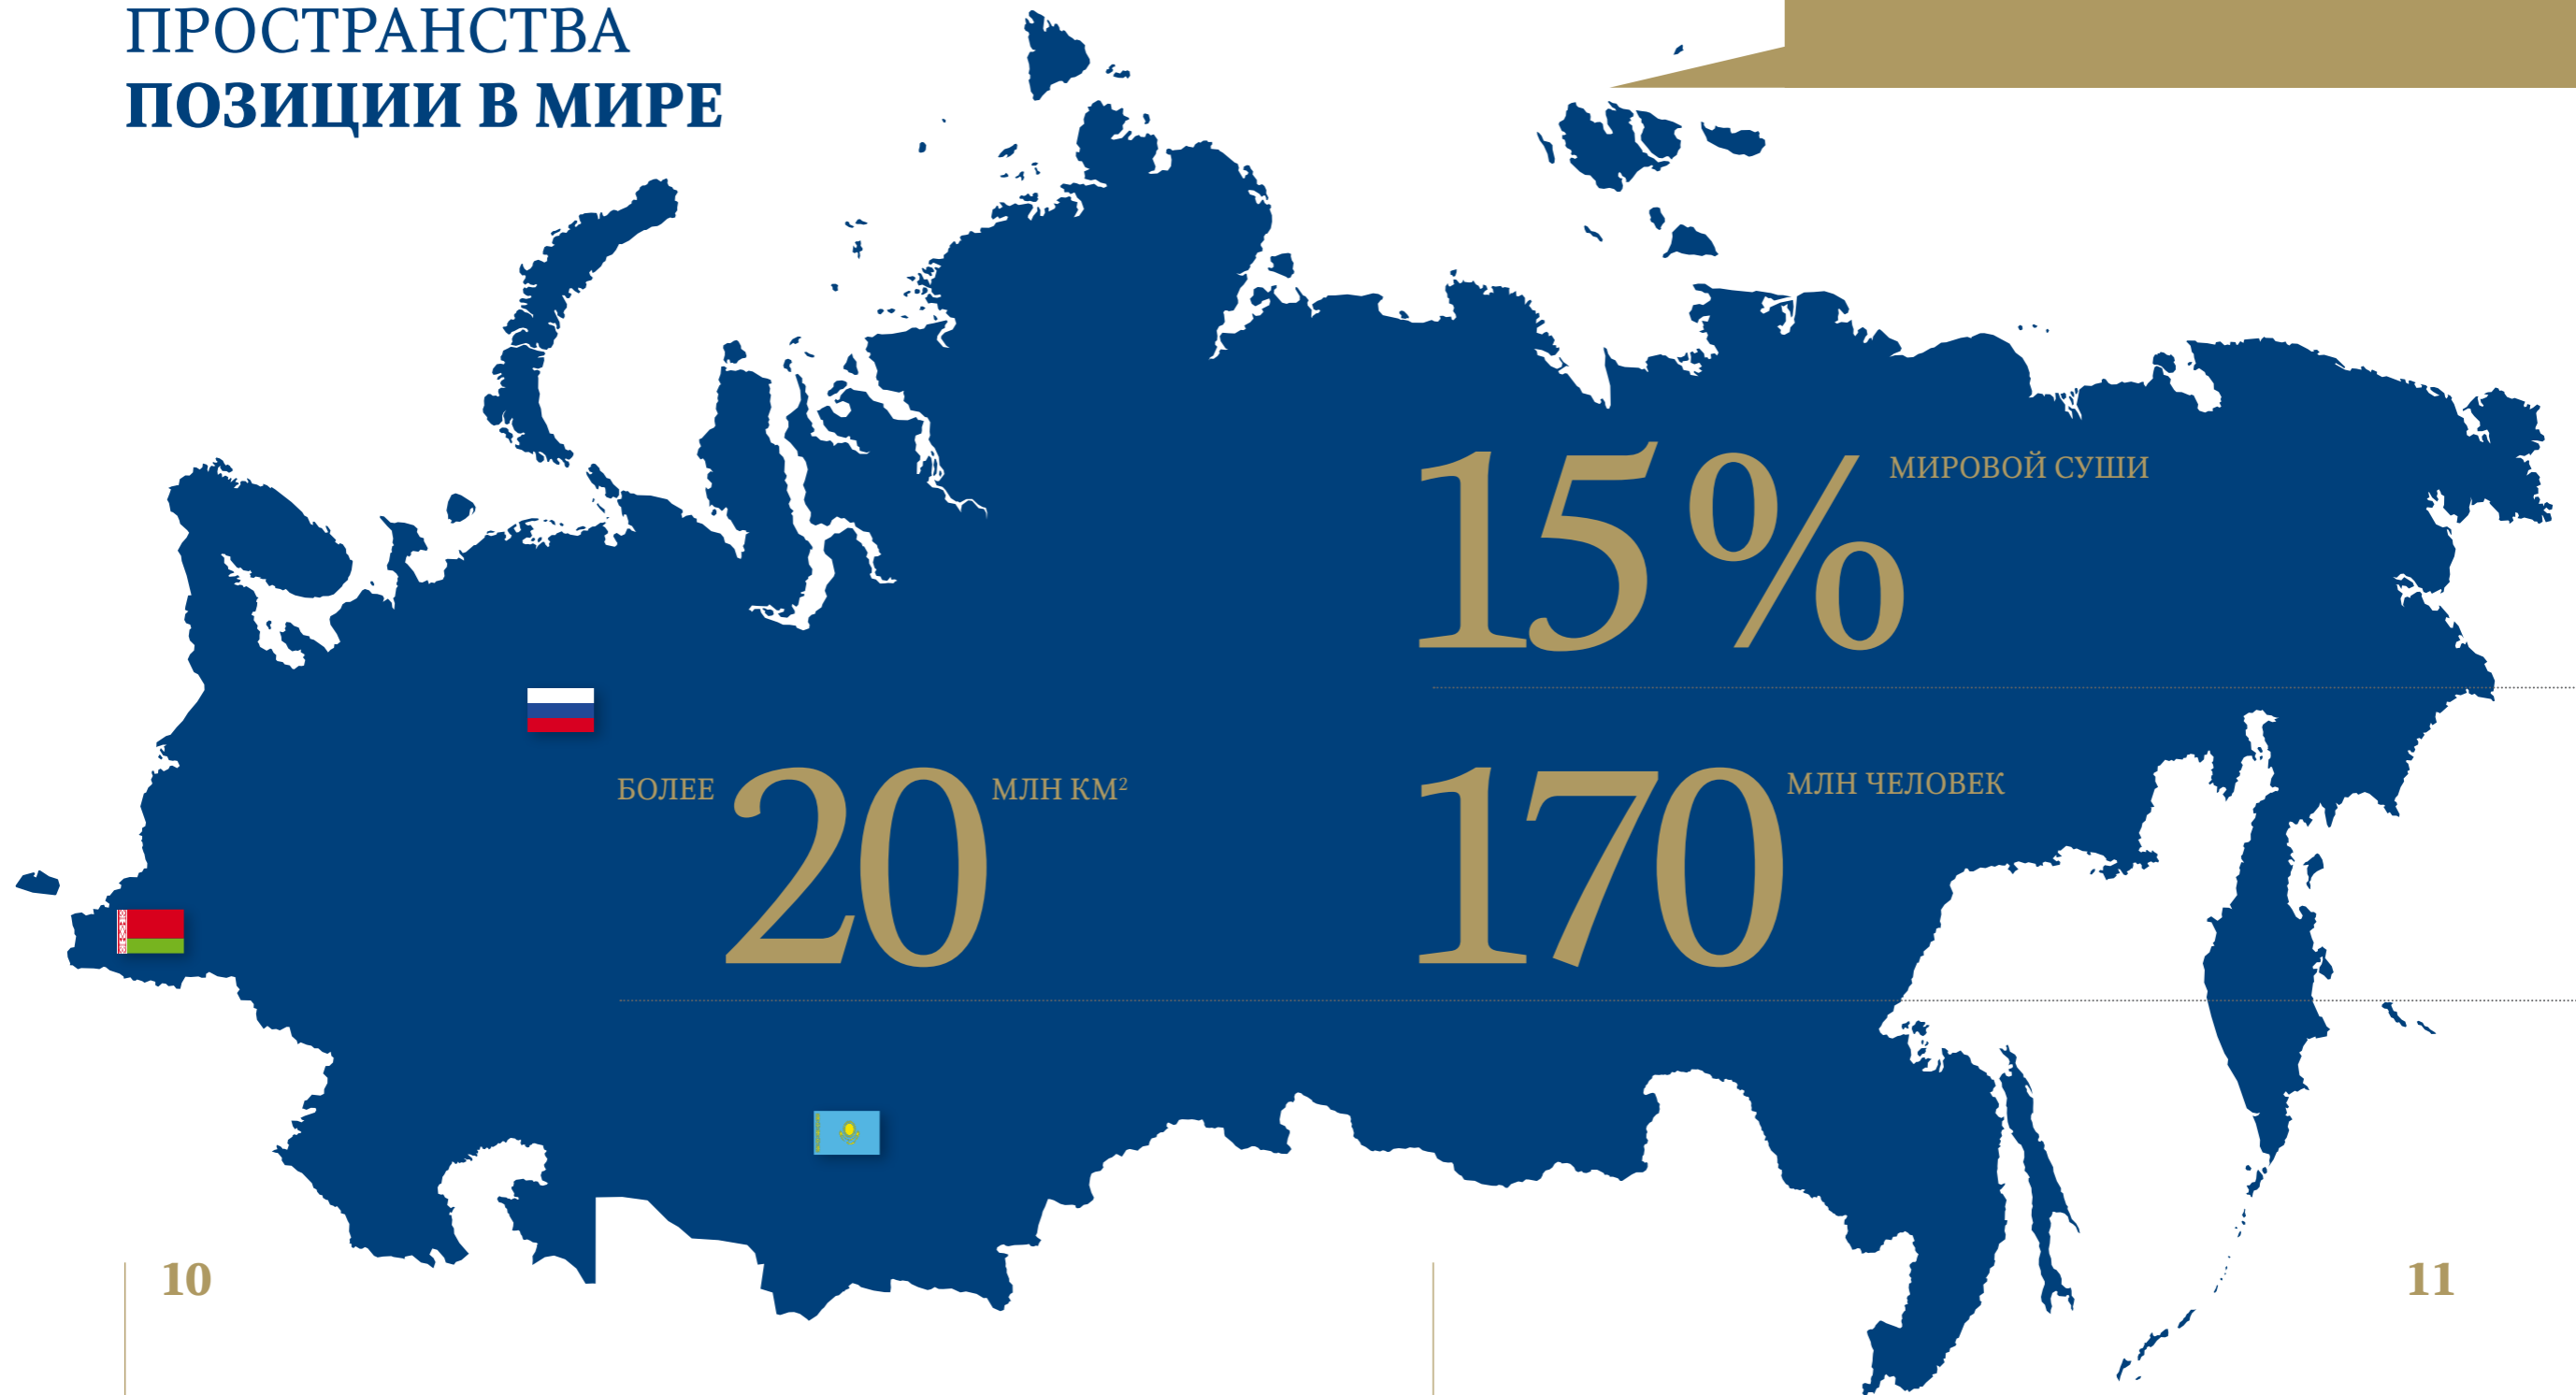 ПРОСТРАНСТВА
ПОЗИЦИИ В МИРЕ
15% МИРОВОЙ СУШИ
БОЛЕЕ 20 МЛН КМ²
170 МЛН ЧЕЛОВЕК
10
11